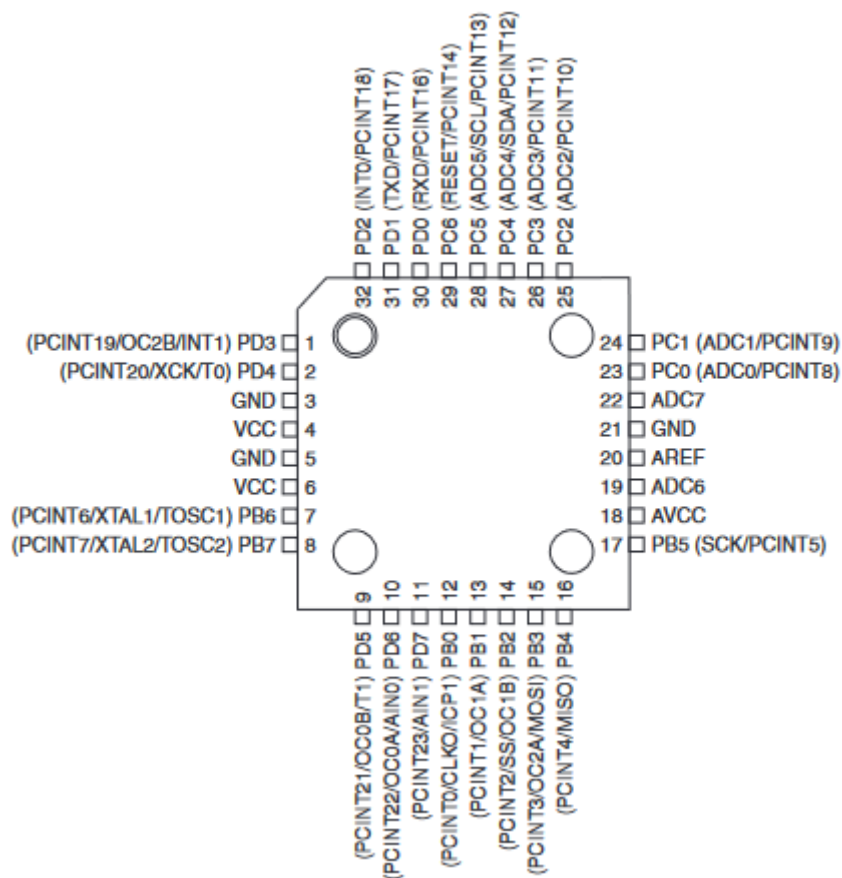 PD2 (INT0/PCINT18)
PD1 (TXD/PCINT17)
PD0 (RXD/PCINT16)
PC6 (RESET/PCINT14)
PC5 (ADC5/SCL/PCINT13)
PC4 (ADC4/SDA/PCINT12)
PC3 (ADC3/PCINT11)
PC2 (ADC2/PCINT10)
32
31
30
29
28
27
26
25
(PCINT19/OC2B/INT1) PD3 1
(PCINT20/XCK/T0) PD4 2
GND 3
VCC 4
GND 5
VCC 6
(PCINT6/XTAL1/TOSC1) PB6 7
(PCINT7/XTAL2/TOSC2) PB7 8
24 PC1 (ADC1/PCINT9)
23 PC0 (ADC0/PCINT8)
22 ADC7
21 GND
20 AREF
19 ADC6
18 AVCC
17 PB5 (SCK/PCINT5)
9
10
11
12
13
14
15
16
(PCINT21/OC0B/T1) PD5
(PCINT22/OC0A/AIN0) PD6
(PCINT23/AIN1) PD7
(PCINT0/CLKO/ICP1) PB0
(PCINT1/OC1A) PB1
(PCINT2/SS/OC1B) PB2
(PCINT3/OC2A/MOSI) PB3
(PCINT4/MISO) PB4